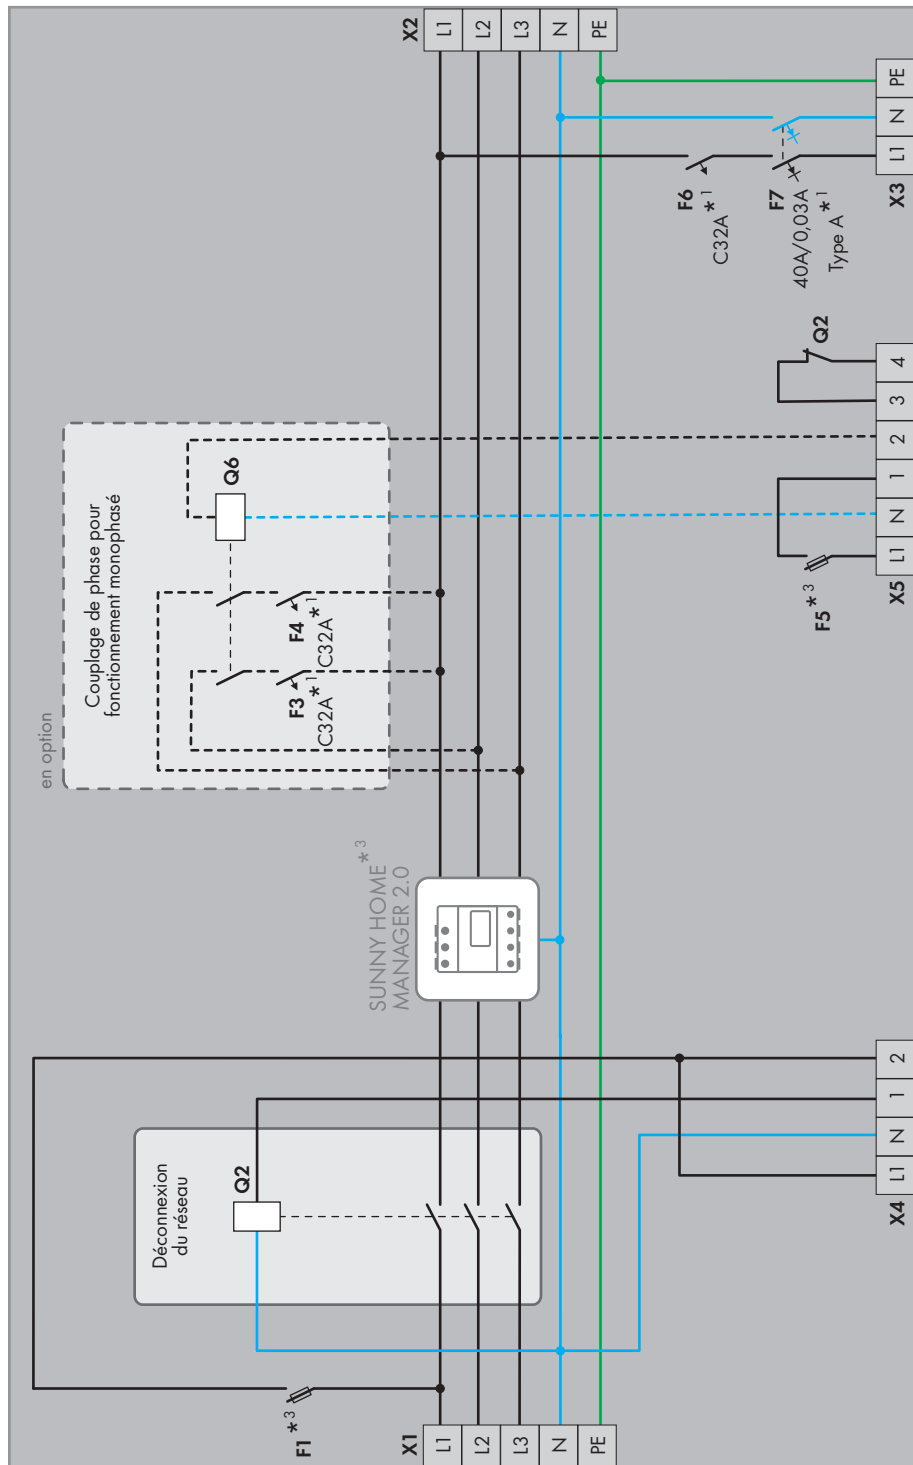 en option
Couplage de phase pour
fonctionnement monophasé
Déconnexion
du réseau
Q2
Q6
F1 *3
F3 *1
C32A
F4 *1
C32A
SUNNY HOME *3
MANAGER 2.0
X1
L1
L2
L3
N
PE
X2
L1
L2
L3
N
PE
F6 *1
C32A
F7
40A/0,03A
Type A *1
F5 *3
Q2
X4
L1 N 1 2
X5
L1 N 1 2 3 4
X3
L1 N PE